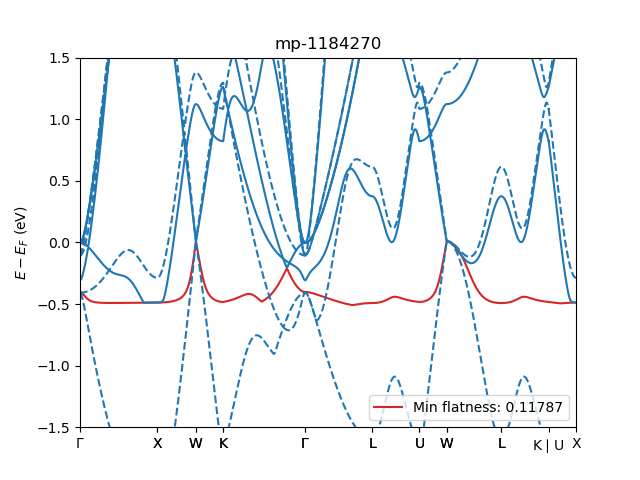 mp-1184270
1.5
1.0
0.5
0.0
−0.5
−1.0
−1.5
E − E_F (eV)
Min flatness: 0.11787
Γ X W K Γ L U W L K | U X